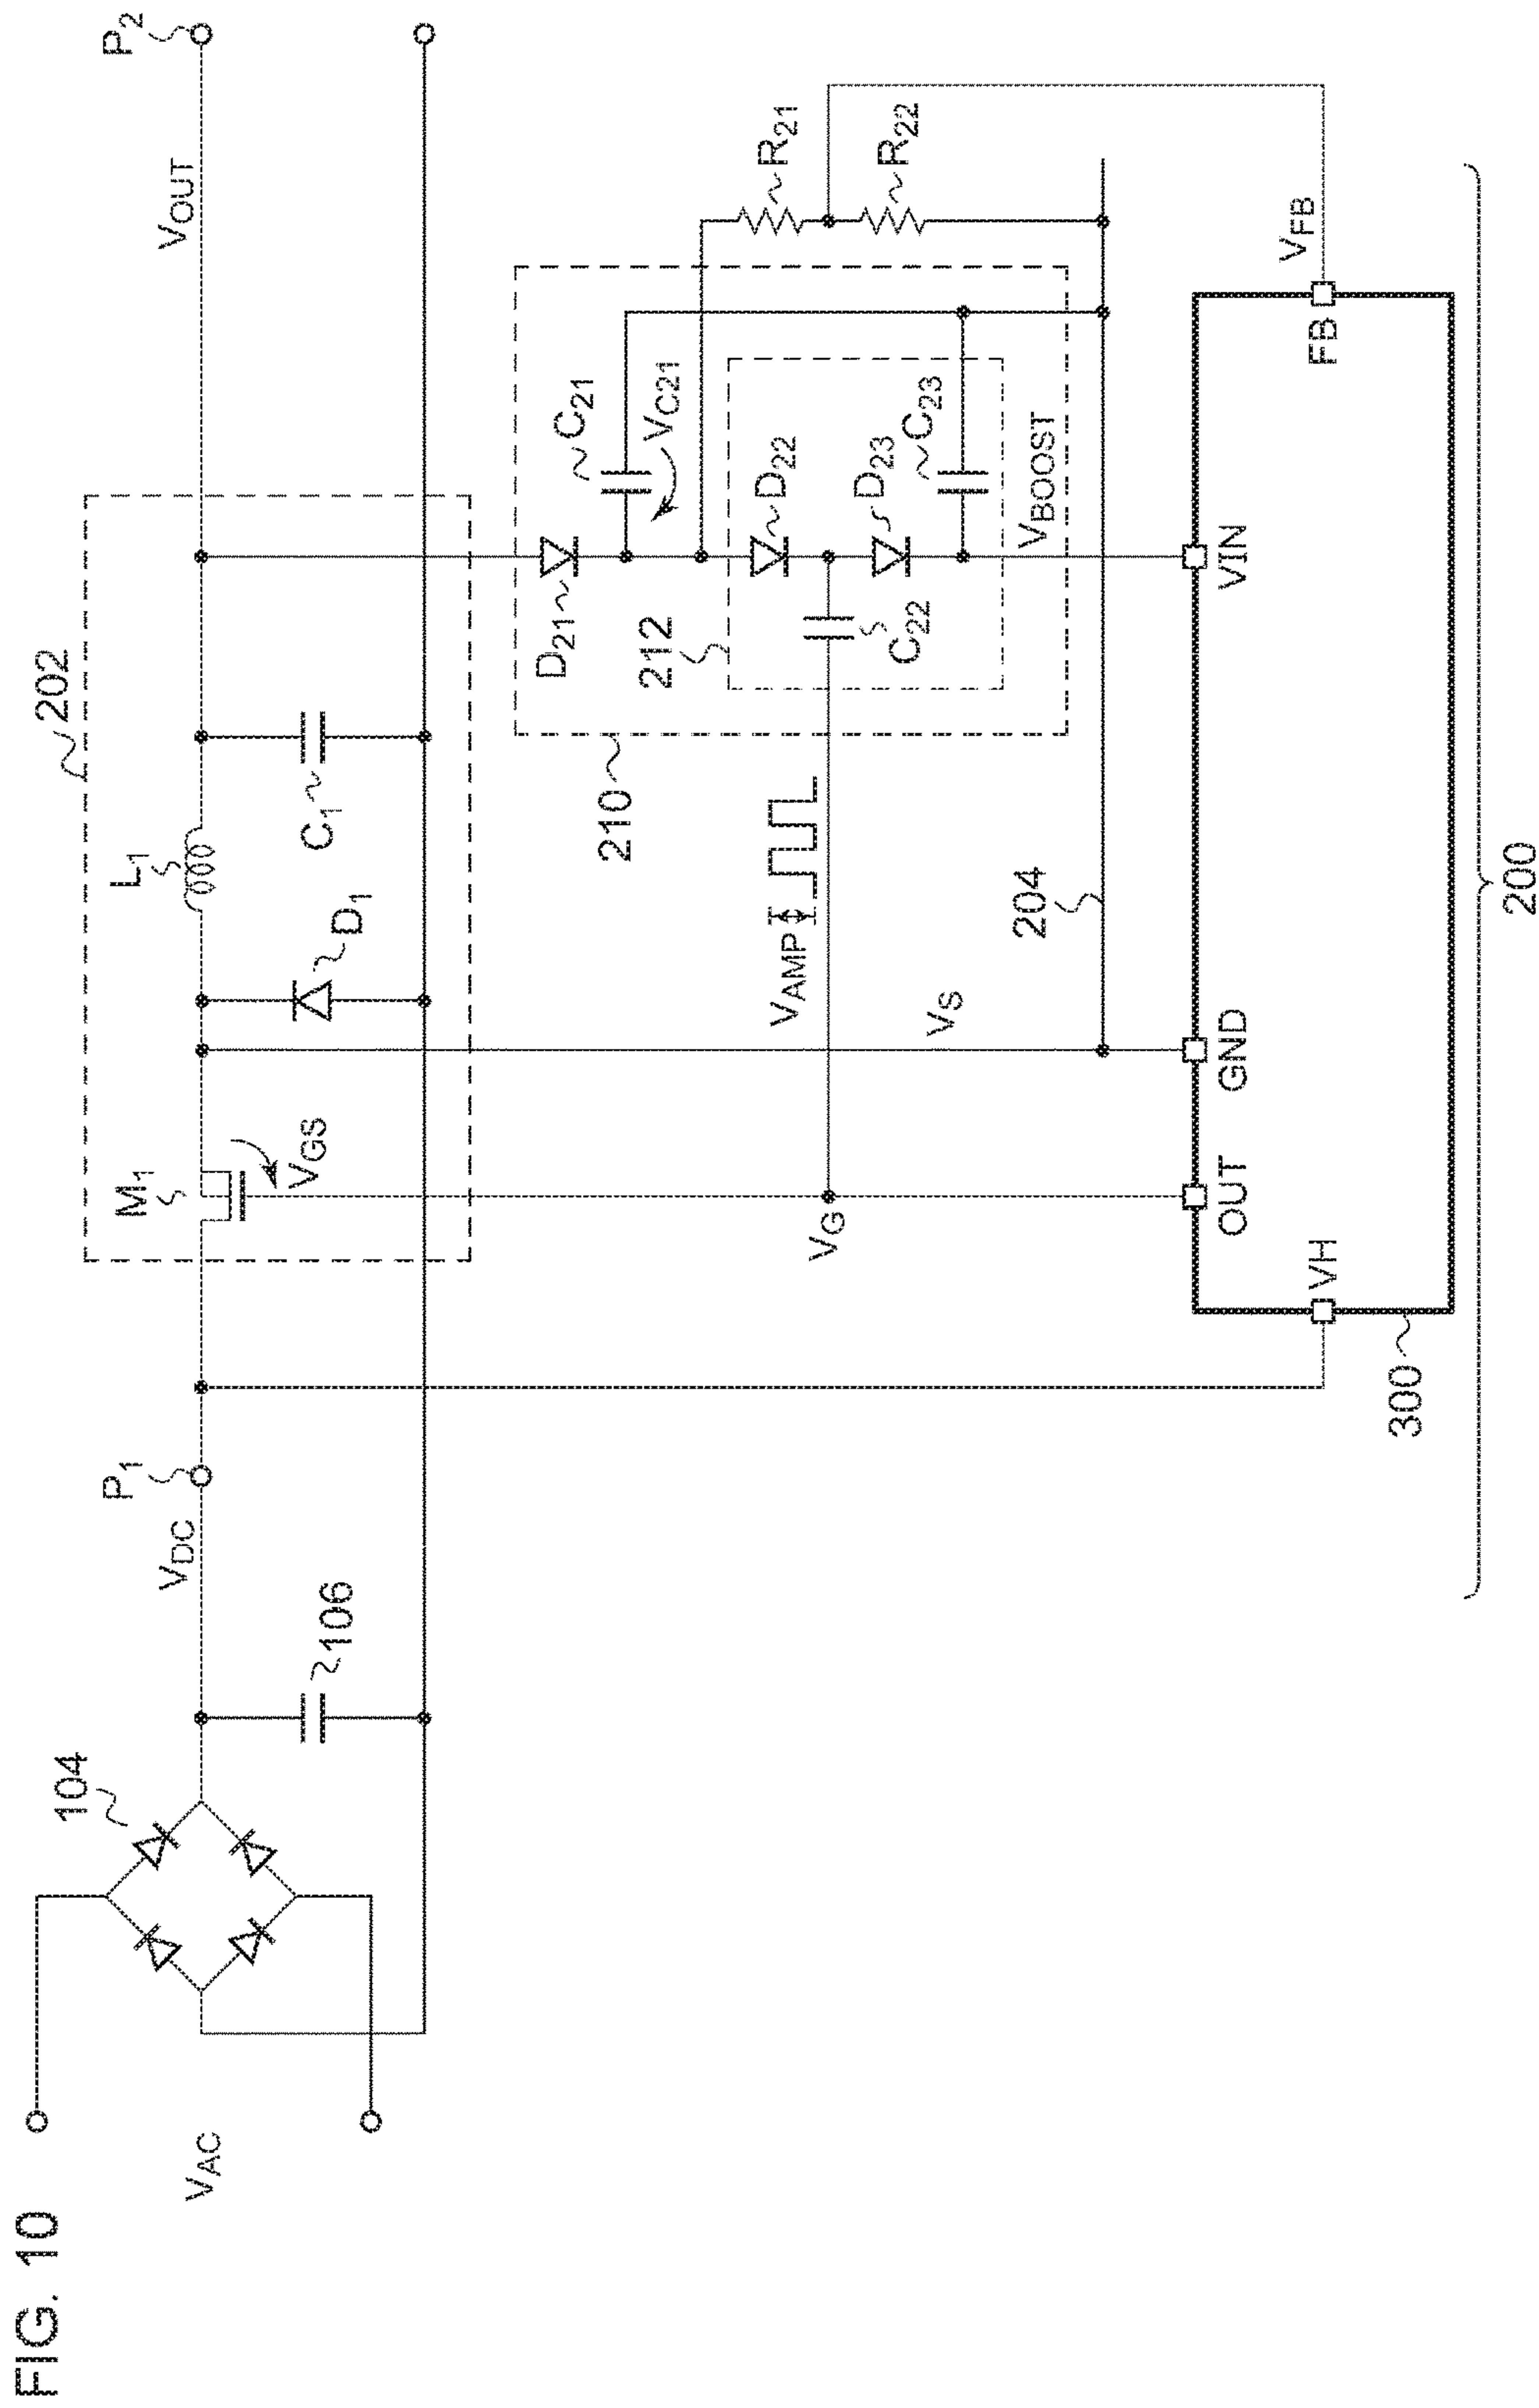 FIG. 10
VAC
104
106
VDC
P1
M1
VGS
202
L1
D1
C1
VOUT
P2
VG
VAMP
VS
204
210
212
D21
C21
VC21
D22
C22
D23
C23
VBOOST
R21
R22
VFB
VH
OUT
GND
VIN
FB
300
200